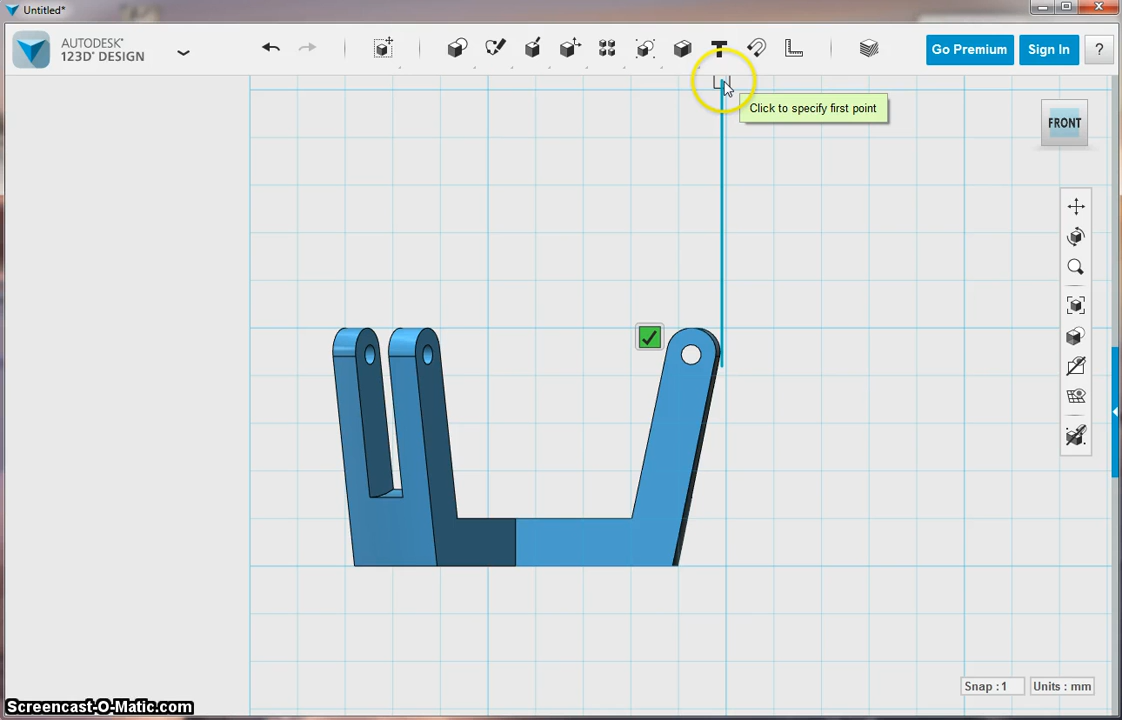 Untitled*
AUTODESK®
123D® DESIGN
Go Premium
Sign In
?
Click to specify first point
FRONT
Snap : 1
Units : mm
Screencast-O-Matic.com